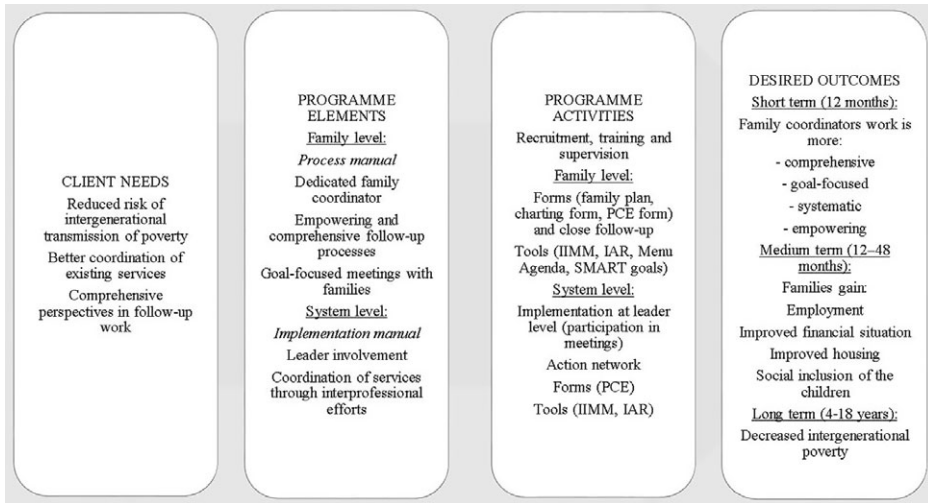 CLIENT NEEDS
Reduced risk of
intergenerational
transmission of poverty
Better coordination of
existing services
Comprehensive
perspectives in follow-up
work
PROGRAMME
ELEMENTS
Family level:
Process manual
Dedicated family
coordinator
Empowering and
comprehensive follow-up
processes
Goal-focused meetings with
families
System level:
Implementation manual
Leader involvement
Coordination of services
through interprofessional
efforts
PROGRAMME
ACTIVITIES
Recruitment, training and
supervision
Family level:
Forms (family plan,
charting form, PCE form)
and close follow-up
Tools (IIMM, IAR, Menu
Agenda, SMART goals)
System level:
Implementation at leader
level (participation in
meetings)
Action network
Forms (PCE)
Tools (IIMM, IAR)
DESIRED OUTCOMES
Short term (12 months):
Family coordinators work is
more:
- comprehensive
- goal-focused
- systematic
- empowering
Medium term (12–48
months):
Families gain:
Employment
Improved financial situation
Improved housing
Social inclusion of the
children
Long term (4-18 years):
Decreased intergenerational
poverty